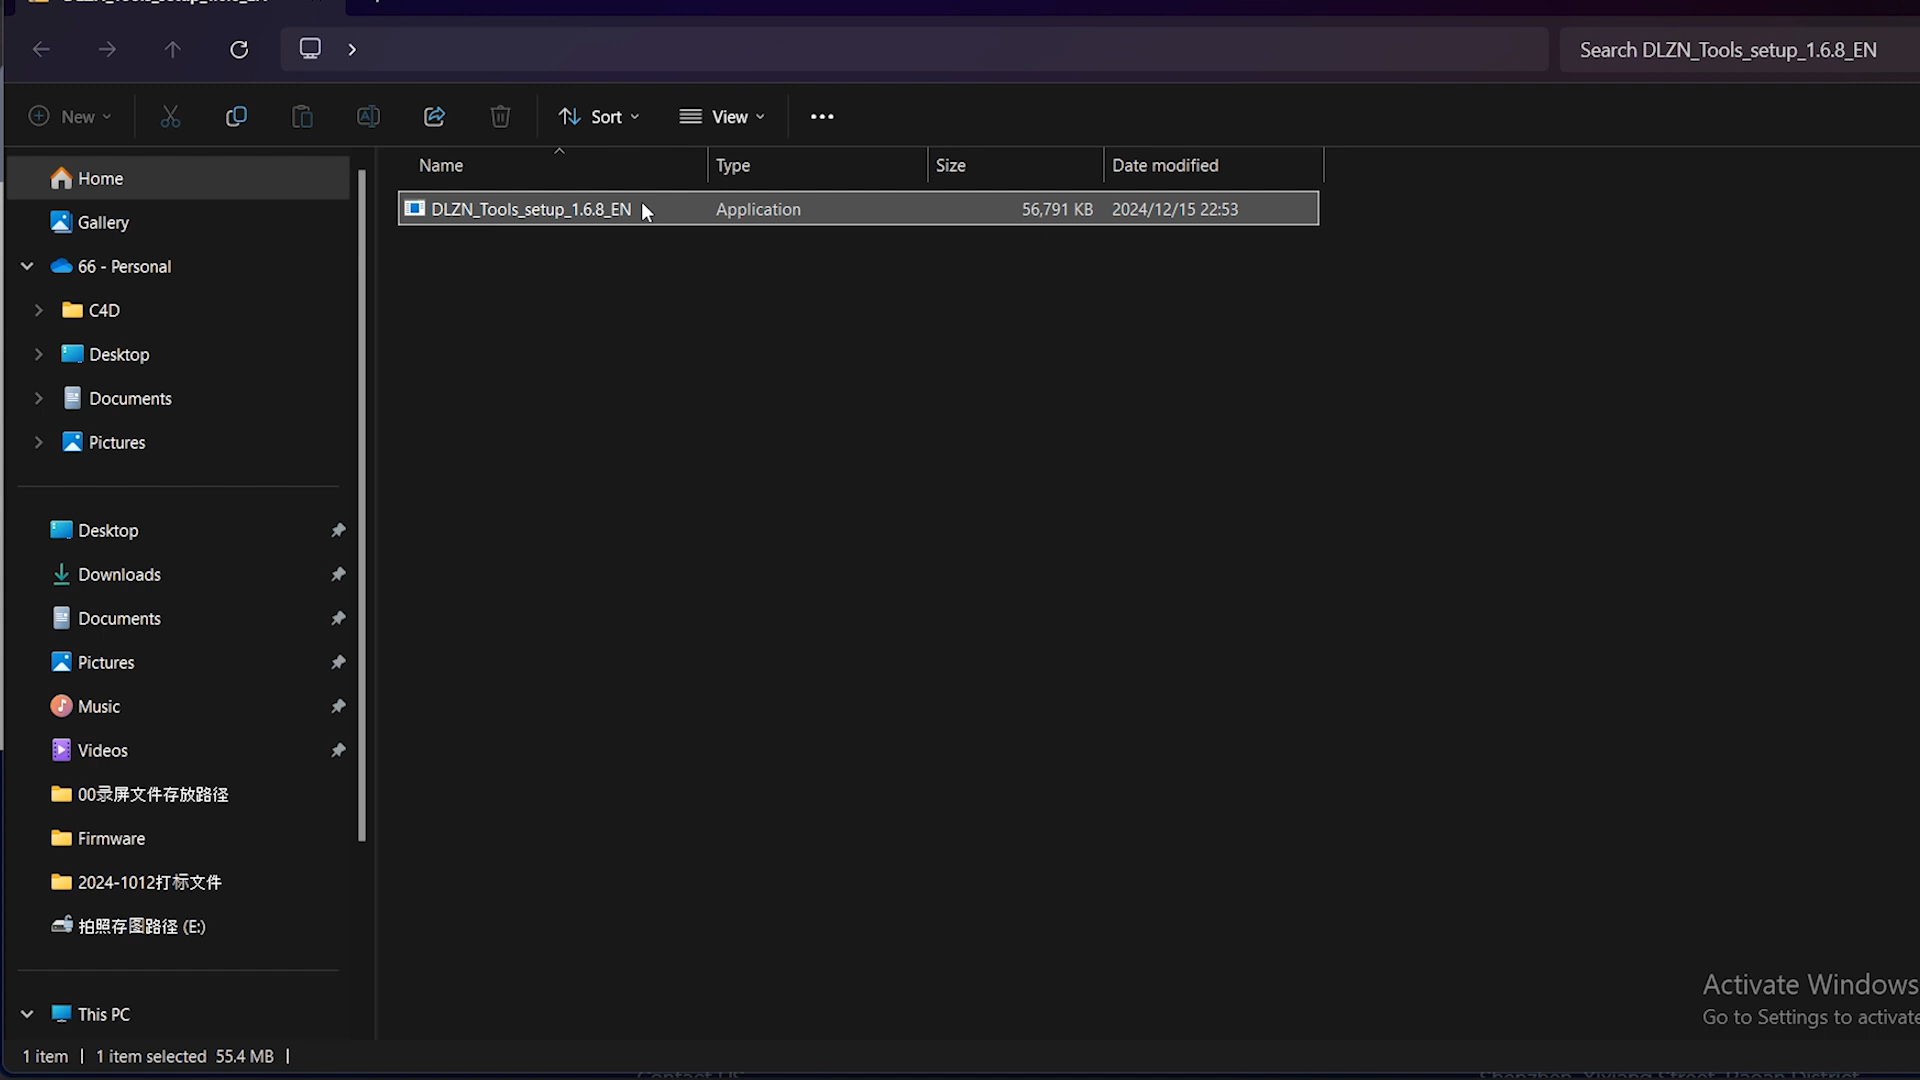 Search DLZN_Tools_setup_1.6.8_EN
New
Sort
View
Name
Type
Size
Date modified
DLZN_Tools_setup_1.6.8_EN
Application
56,791 KB
2024/12/15 22:53
Home
Gallery
66 - Personal
C4D
Desktop
Documents
Pictures
Desktop
Downloads
Documents
Pictures
Music
Videos
00录屏文件存放路径
Firmware
2024-1012打标文件
拍照存图路径 (E:)
This PC
Activate Windows
Go to Settings to activate
1 item
1 item selected 55.4 MB